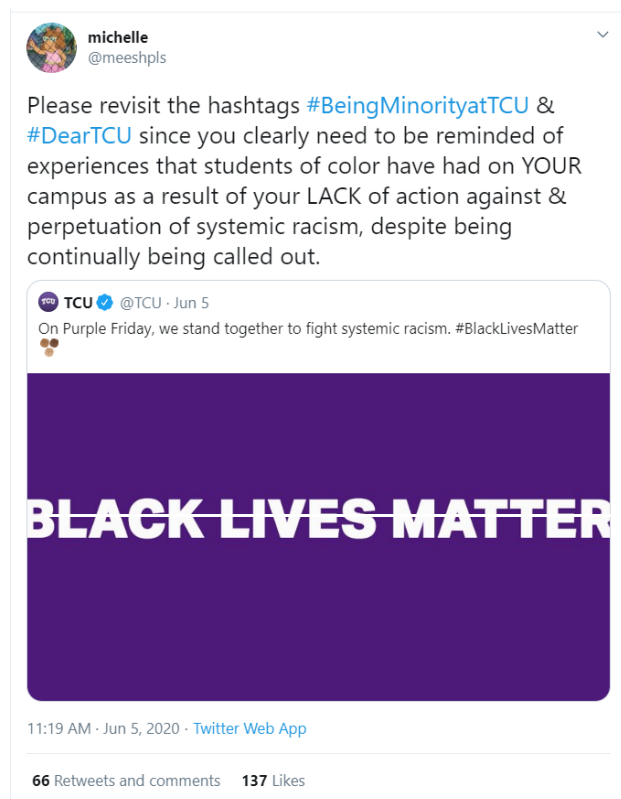 michelle
@meeshpls
Please revisit the hashtags #BeingMinorityatTCU &
#DearTCU since you clearly need to be reminded of
experiences that students of color have had on YOUR
campus as a result of your LACK of action against &
perpetuation of systemic racism, despite being
continually being called out.
TCU
TCU @TCU · Jun 5
On Purple Friday, we stand together to fight systemic racism. #BlackLivesMatter
BLACK LIVES MATTER
11:19 AM · Jun 5, 2020 · Twitter Web App
66 Retweets and comments 137 Likes